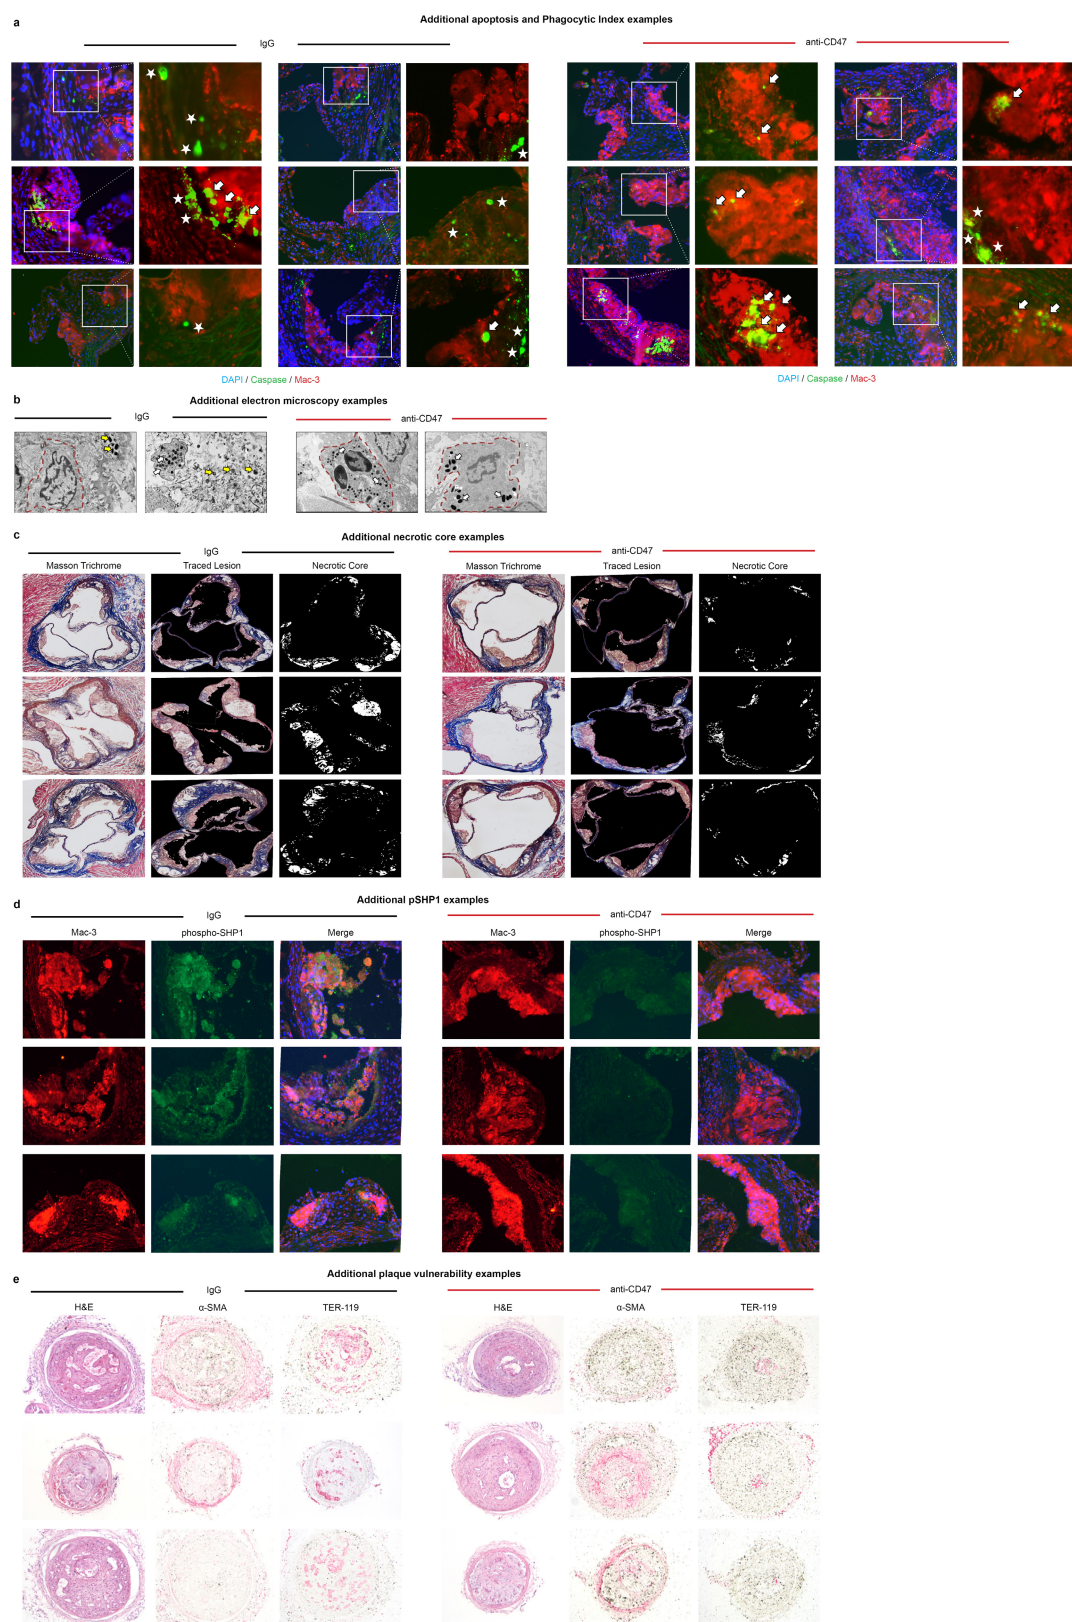 a
Additional apoptosis and Phagocytic Index examples
IgG
anti-CD47
DAPI / Caspase / Mac-3
DAPI / Caspase / Mac-3
b
Additional electron microscopy examples
IgG
anti-CD47
c
Additional necrotic core examples
IgG
anti-CD47
Masson Trichrome
Traced Lesion
Necrotic Core
Masson Trichrome
Traced Lesion
Necrotic Core
d
Additional pSHP1 examples
IgG
anti-CD47
Mac-3
phospho-SHP1
Merge
Mac-3
phospho-SHP1
Merge
e
Additional plaque vulnerability examples
IgG
anti-CD47
H&E
α-SMA
TER-119
H&E
α-SMA
TER-119